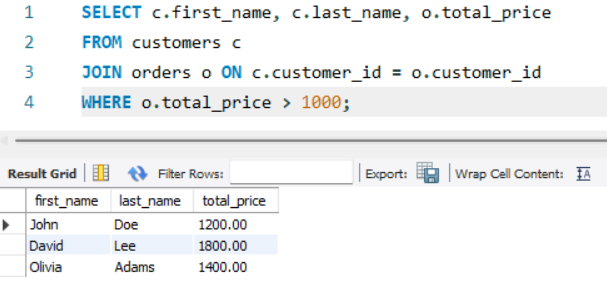 1 SELECT c.first_name, c.last_name, o.total_price
2 FROM customers c
3 JOIN orders o ON c.customer_id = o.customer_id
4 WHERE o.total_price > 1000;
Result Grid Filter Rows: Export: Wrap Cell Content: IA
first_name last_name total_price
John Doe 1200.00
David Lee 1800.00
Olivia Adams 1400.00